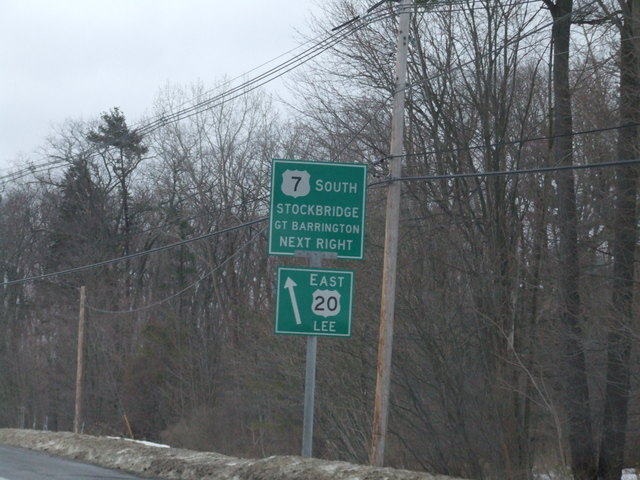 7 SOUTH
STOCKBRIDGE
GT BARRINGTON
NEXT RIGHT
EAST
20
LEE